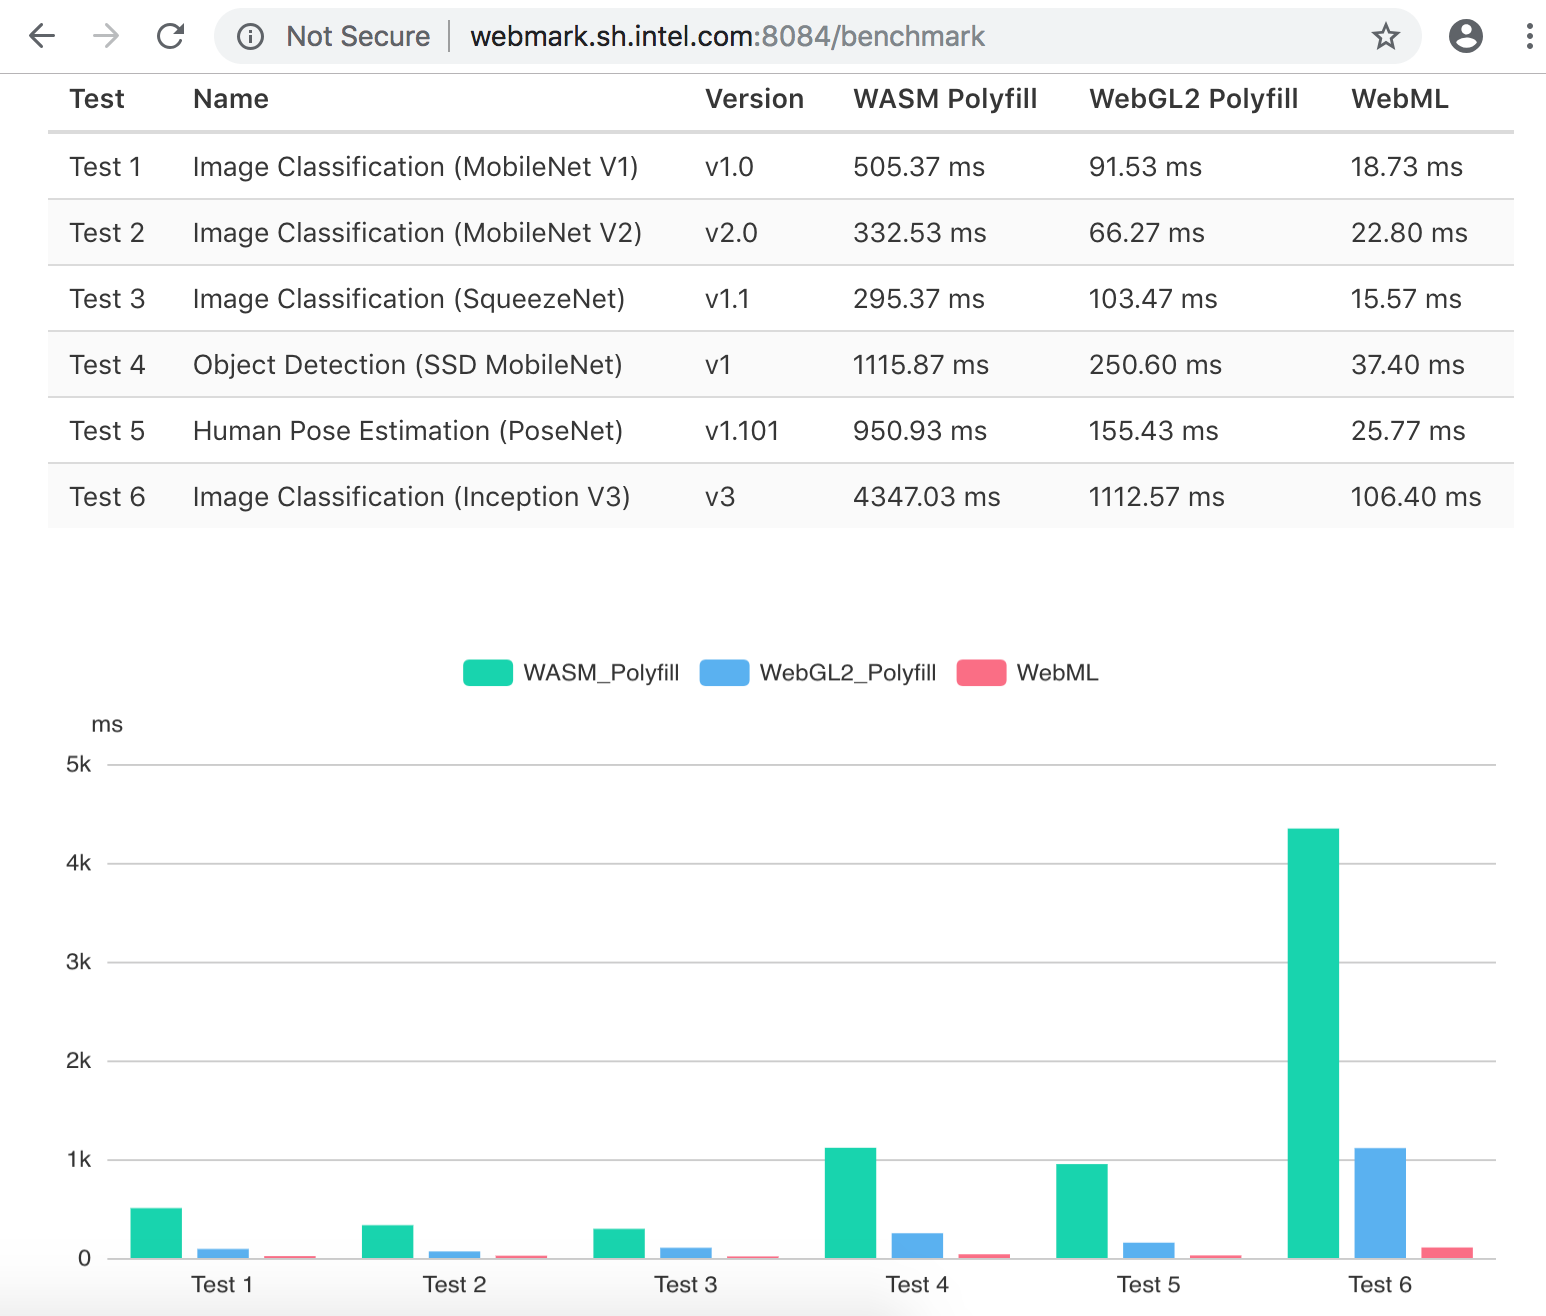 Not Secure webmark.sh.intel.com:8084/benchmark
Test Name Version WASM Polyfill WebGL2 Polyfill WebML
Test 1 Image Classification (MobileNet V1) v1.0 505.37 ms 91.53 ms 18.73 ms
Test 2 Image Classification (MobileNet V2) v2.0 332.53 ms 66.27 ms 22.80 ms
Test 3 Image Classification (SqueezeNet) v1.1 295.37 ms 103.47 ms 15.57 ms
Test 4 Object Detection (SSD MobileNet) v1 1115.87 ms 250.60 ms 37.40 ms
Test 5 Human Pose Estimation (PoseNet) v1.101 950.93 ms 155.43 ms 25.77 ms
Test 6 Image Classification (Inception V3) v3 4347.03 ms 1112.57 ms 106.40 ms
WASM_Polyfill WebGL2_Polyfill WebML
ms
5k
4k
3k
2k
1k
0
Test 1 Test 2 Test 3 Test 4 Test 5 Test 6